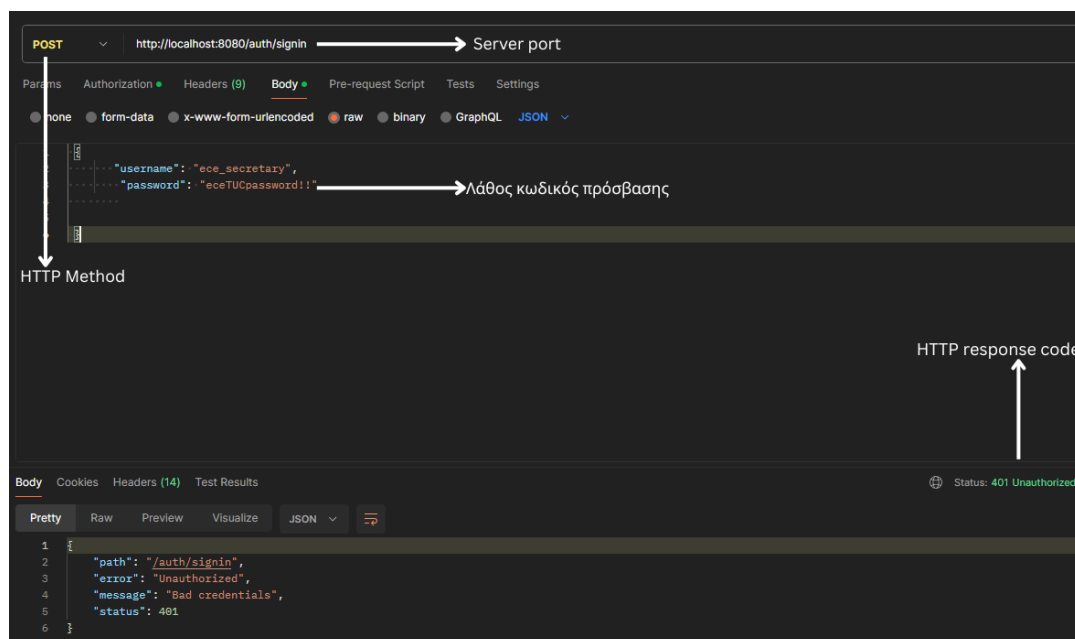 POST http://localhost:8080/auth/signin Server port
Params Authorization Headers (9) Body Pre-request Script Tests Settings
none form-data x-www-form-urlencoded raw binary GraphQL JSON
{
2 "username": "ece_secretary",
"password": "eceTUCpassword!!" Λάθος κωδικός πρόσβασης
}
HTTP Method
HTTP response code
Body Cookies Headers (14) Test Results Status: 401 Unauthorized
Pretty Raw Preview Visualize JSON
1 {
2 "path": "/auth/signin",
3 "error": "Unauthorized",
4 "message": "Bad credentials",
5 "status": 401
6 }